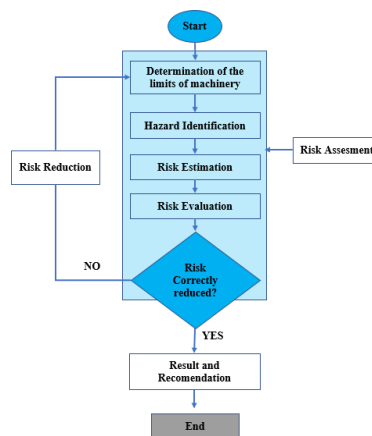 Start
Determination of the
limits of machinery
Hazard Identification
Risk Reduction
Risk Assesment
Risk Estimation
Risk Evaluation
NO
Risk
Correctly
reduced?
YES
Result and
Recomendation
End